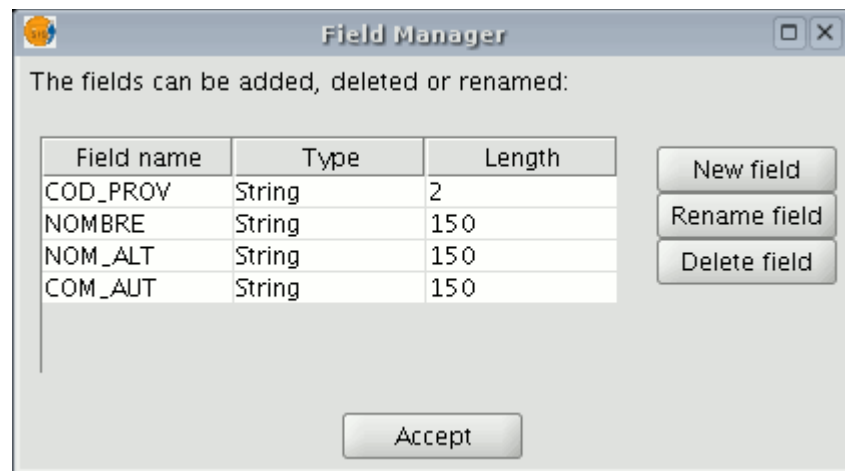 Field Manager
The fields can be added, deleted or renamed:
Field name Type Length
COD_PROV String 2
NOMBRE String 150
NOM_ALT String 150
COM_AUT String 150
New field
Rename field
Delete field
Accept